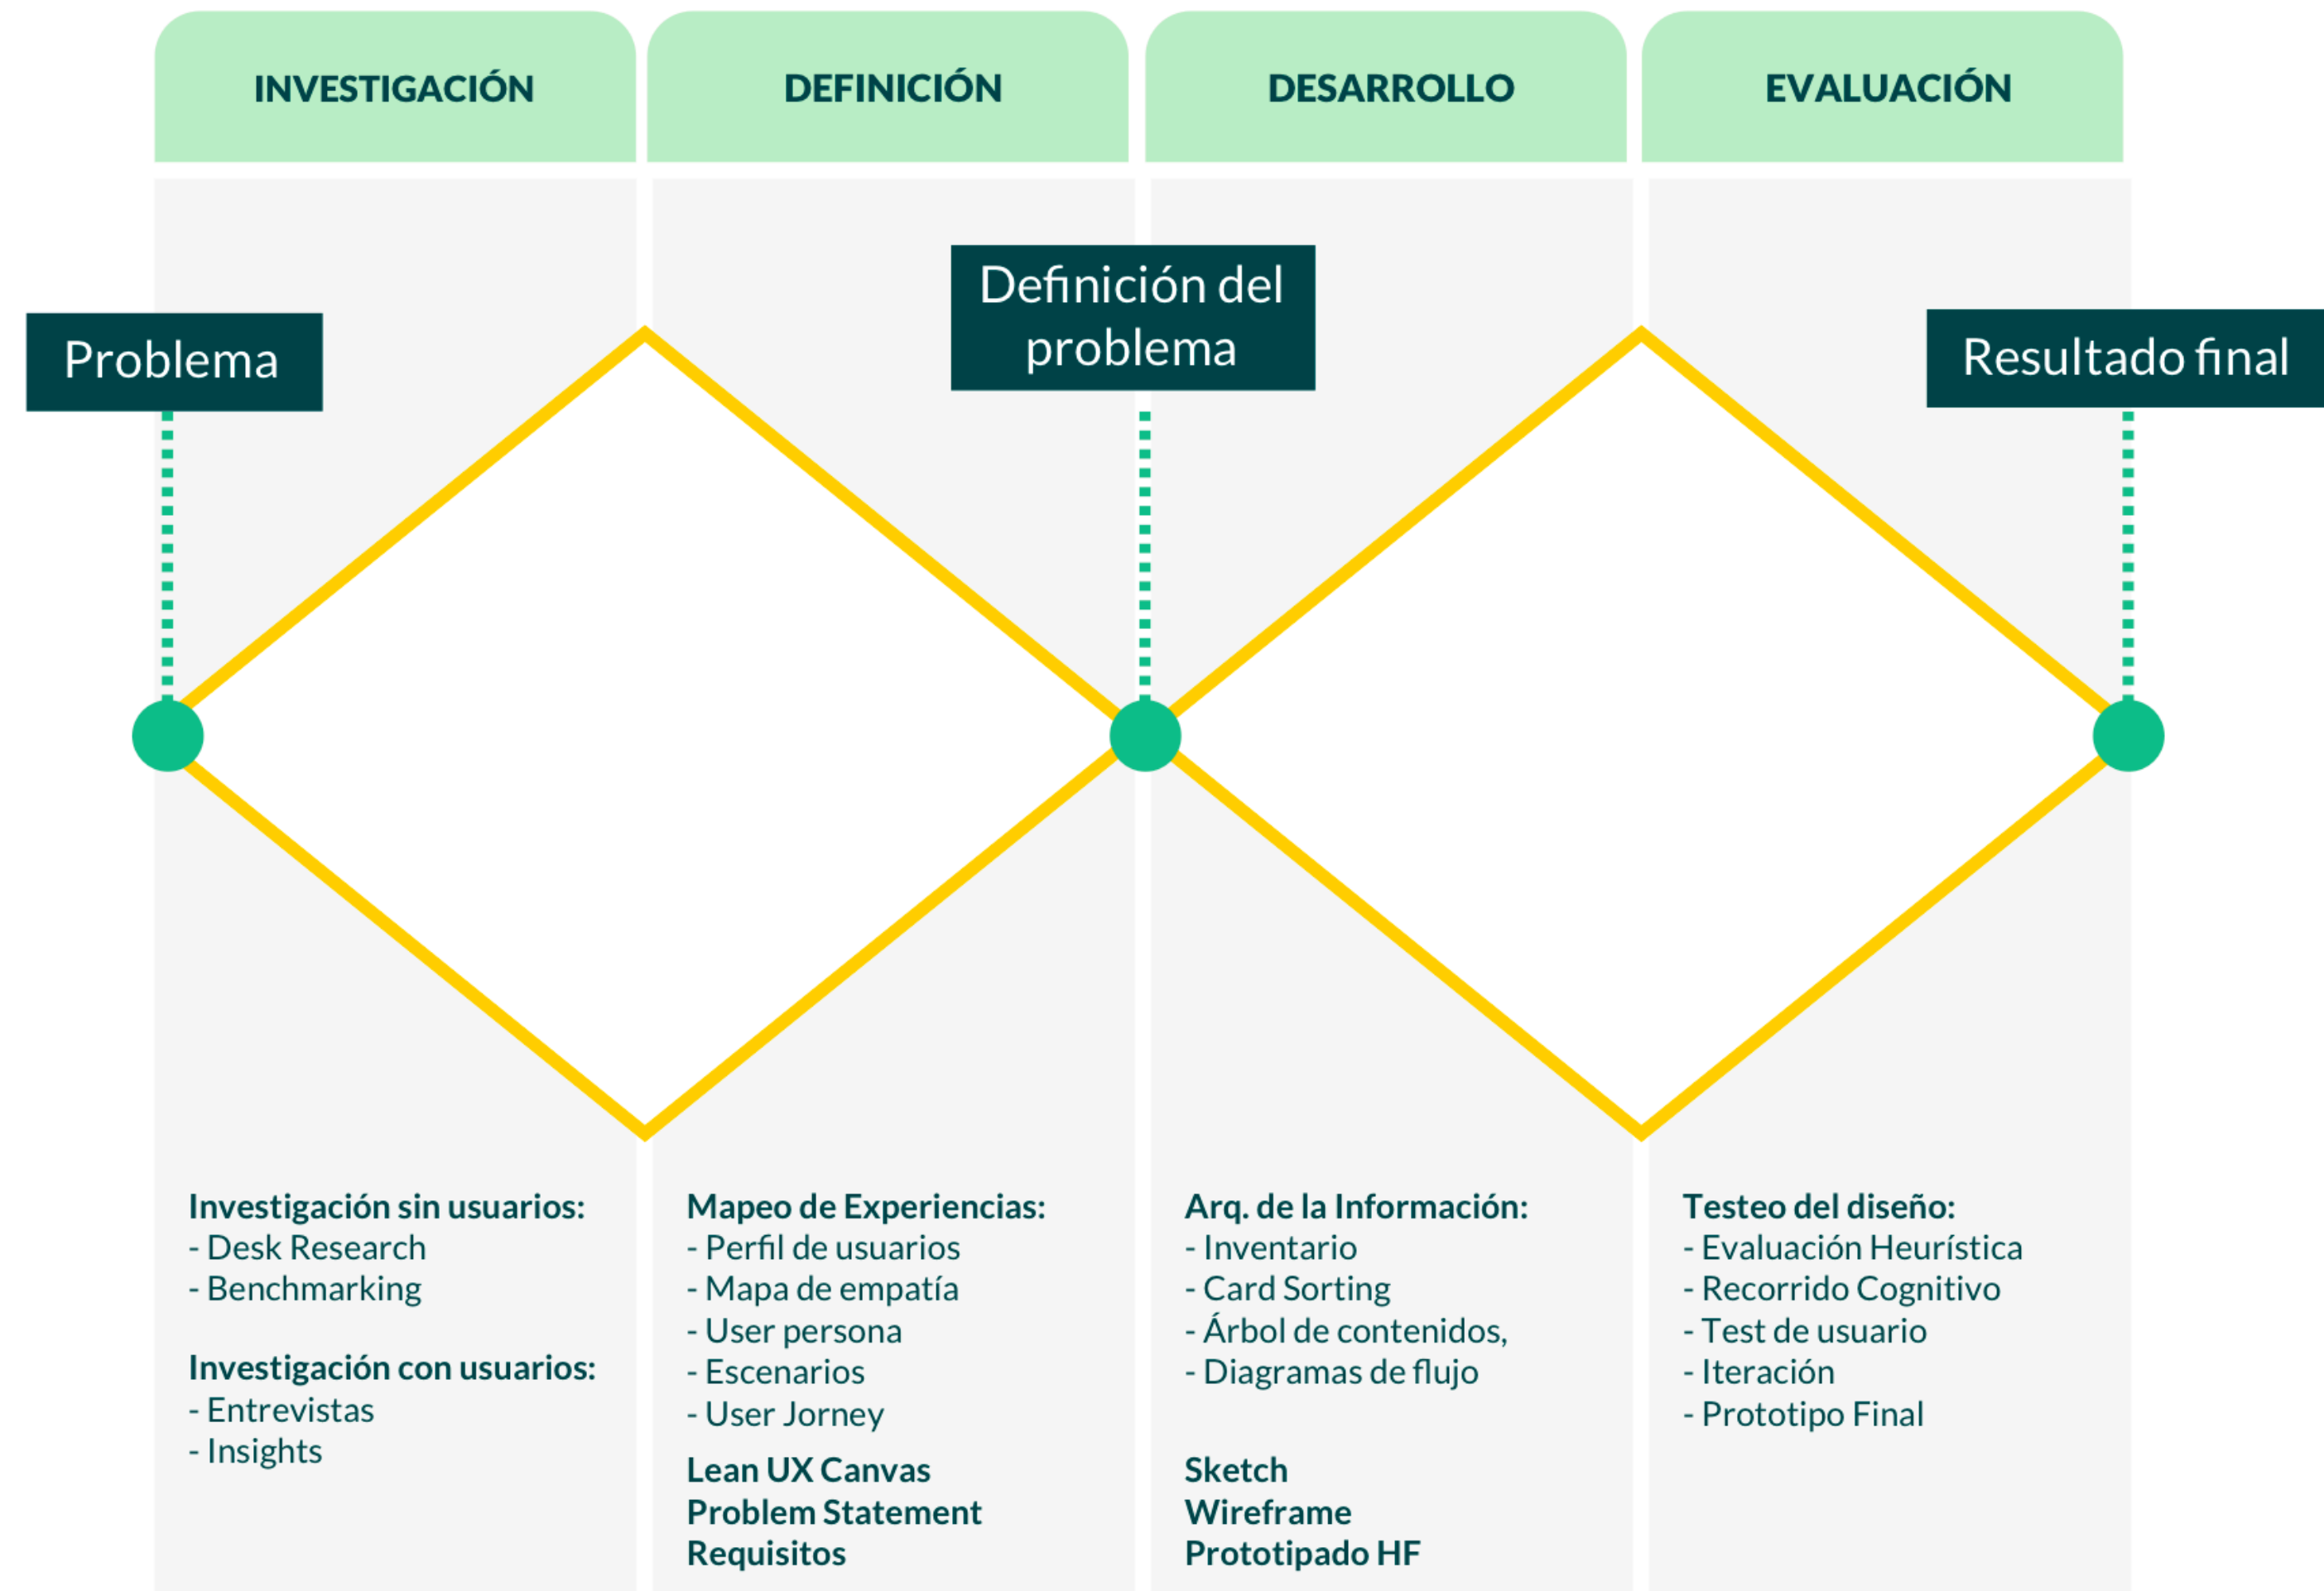 INVESTIGACIÓN
DEFINICIÓN
DESARROLLO
EVALUACIÓN
Problema
Definición del
problema
Resultado final
Investigación sin usuarios:
- Desk Research
- Benchmarking
Investigación con usuarios:
- Entrevistas
- Insights
Mapeo de Experiencias:
- Perfil de usuarios
- Mapa de empatía
- User persona
- Escenarios
- User Jorney
Lean UX Canvas
Problem Statement
Requisitos
Arq. de la Información:
- Inventario
- Card Sorting
- Árbol de contenidos,
- Diagramas de flujo
Sketch
Wireframe
Prototipado HF
Testeo del diseño:
- Evaluación Heurística
- Recorrido Cognitivo
- Test de usuario
- Iteración
- Prototipo Final